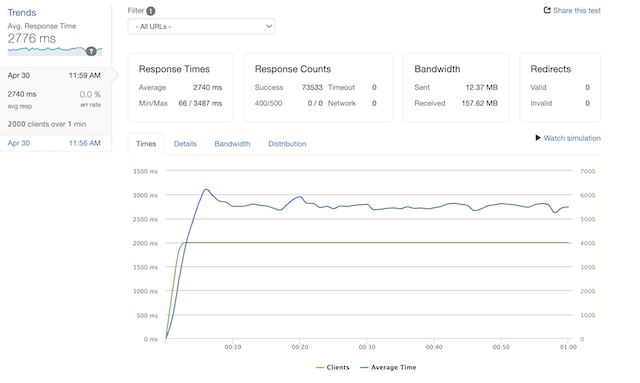 Trends
Avg. Response Time
2776 ms
?
Apr 30 11:59 AM
2740 ms 0.0 %
avg resp err rate
2000 clients over 1 min
Apr 30 11:56 AM
Filter !
- All URLs -
Share this test
Response Times
Average 2740 ms
Min/Max 66 / 3487 ms
Response Counts
Success 73533 Timeout 0
400/500 0 / 0 Network 0
Bandwidth
Sent 12.37 MB
Received 157.62 MB
Redirects
Valid 0
Invalid 0
Times Details Bandwidth Distribution
Watch simulation
3500 ms 7000
3000 ms 6000
2500 ms 5000
2000 ms 4000
1500 ms 3000
1000 ms 2000
500 ms 1000
0 ms 0
00:10 00:20 00:30 00:40 00:50 01:00
Clients Average Time